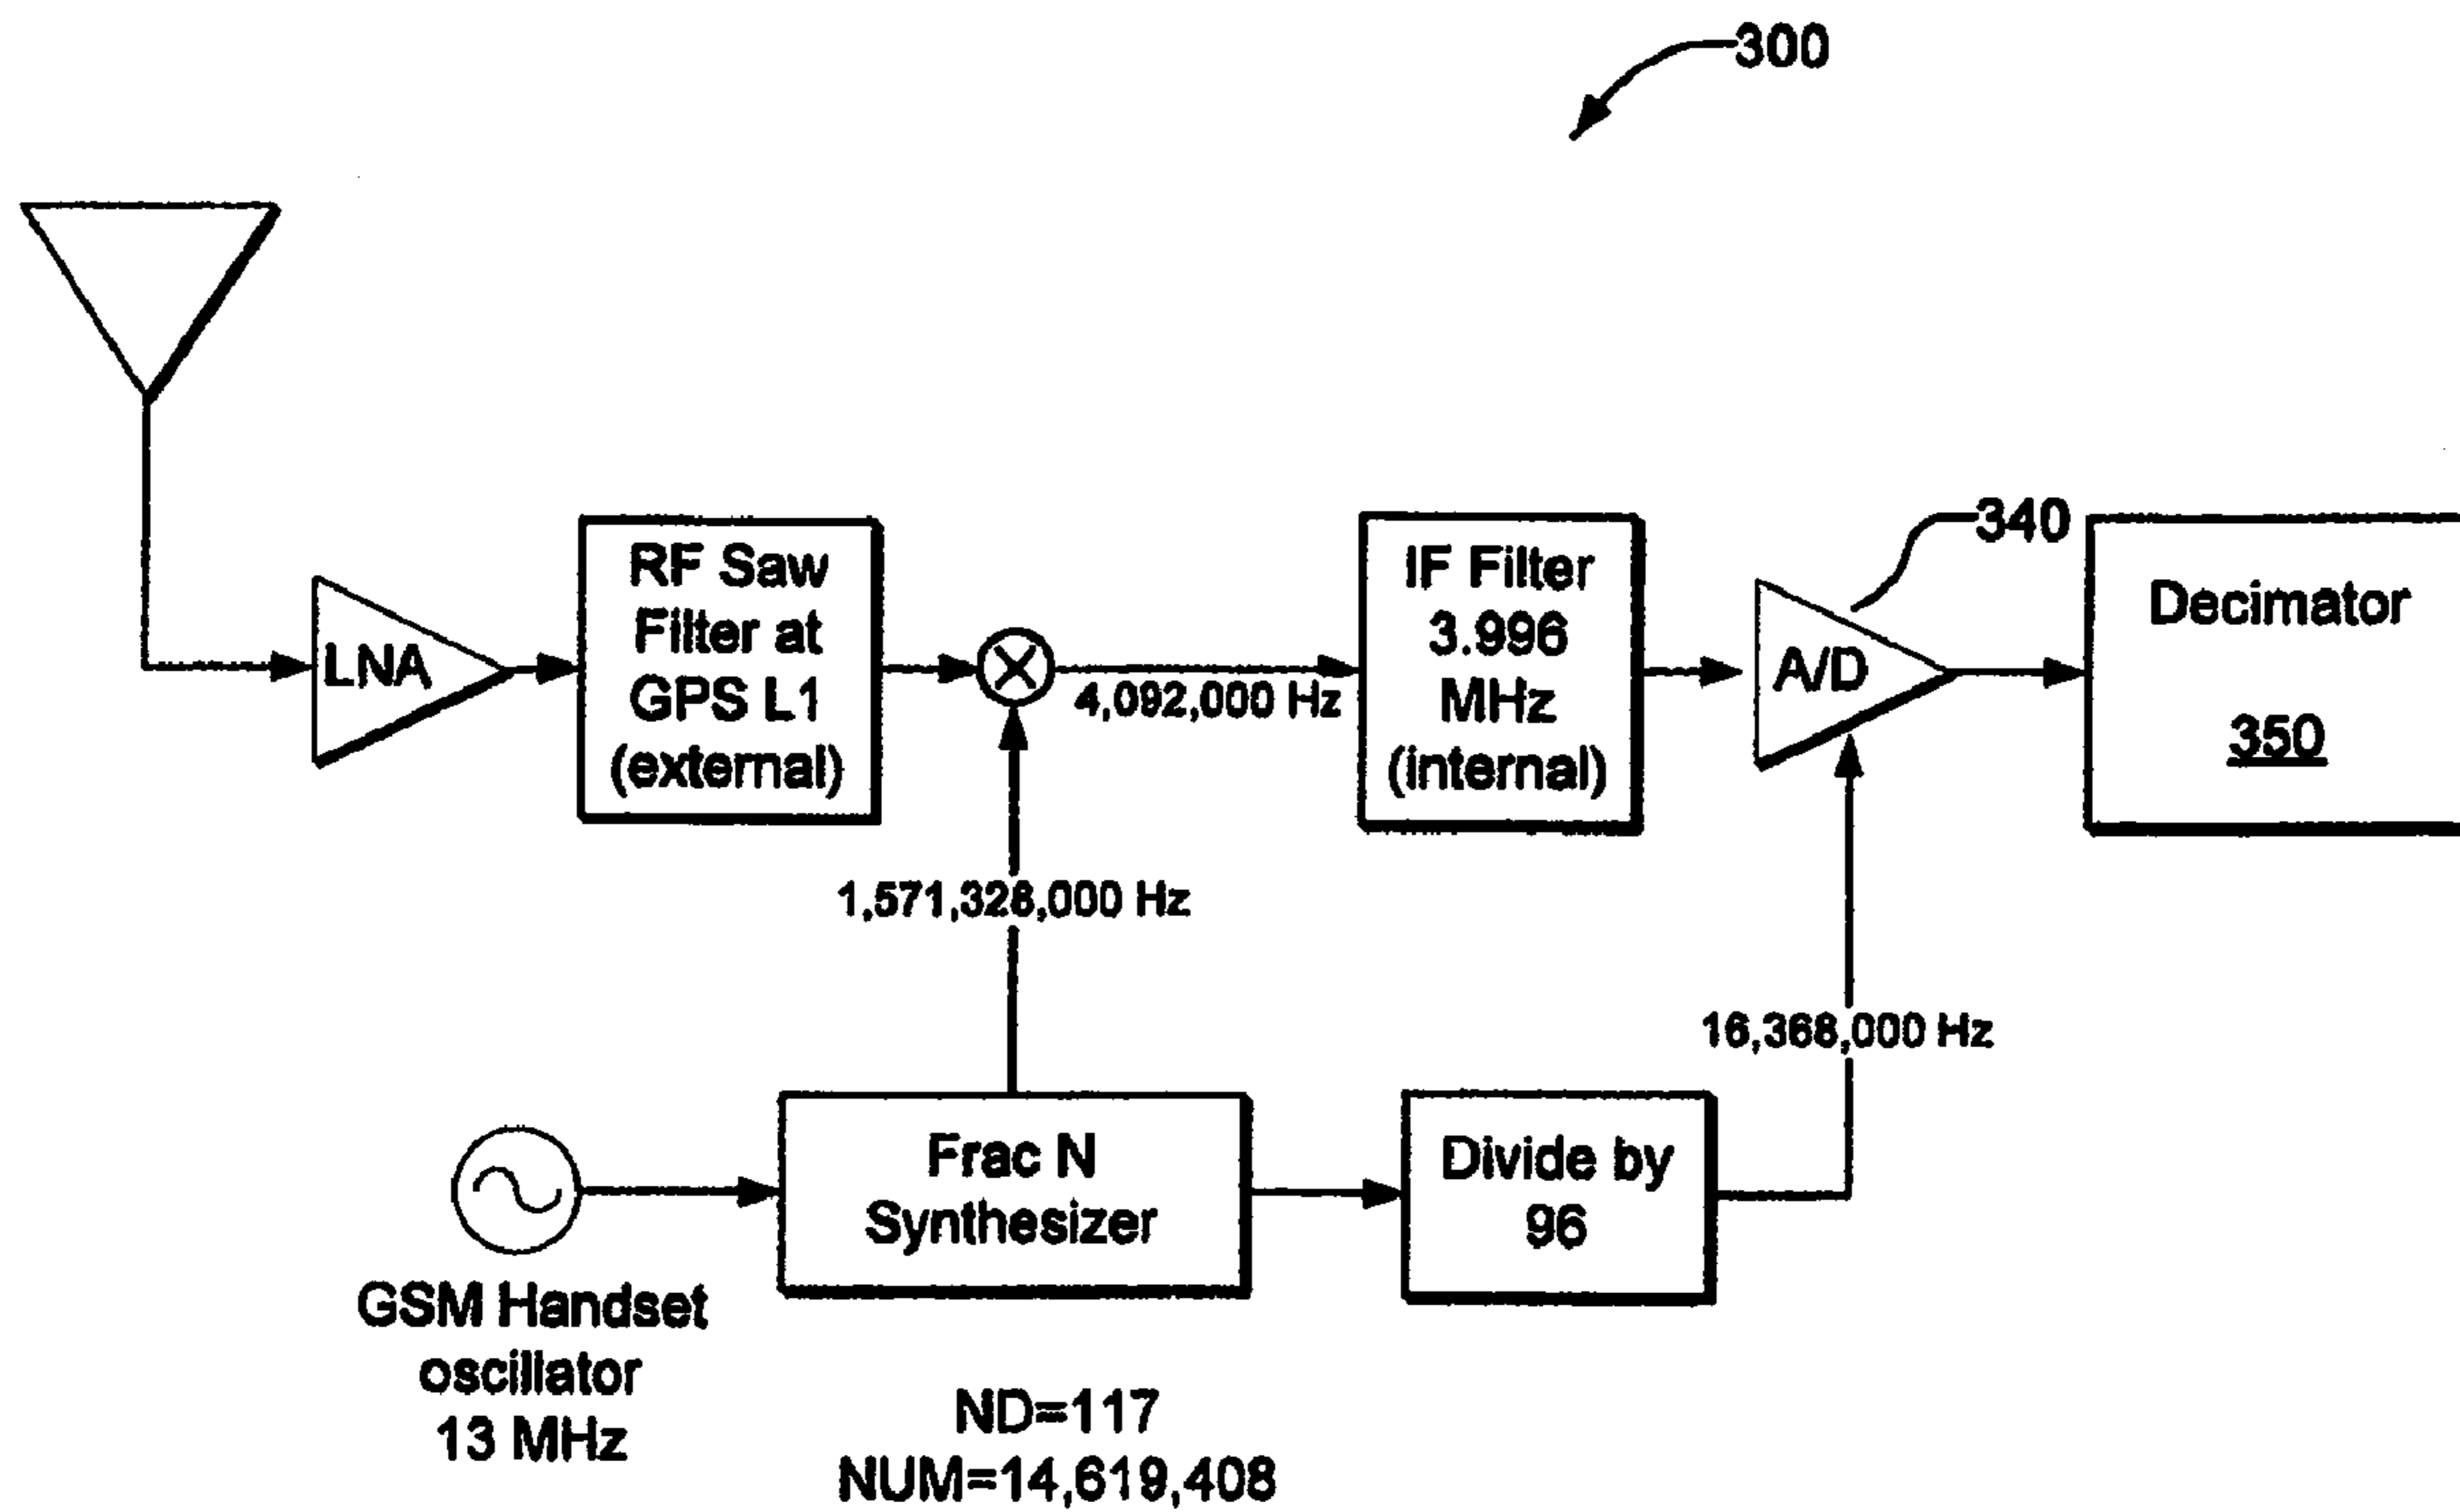 300
340
LNA
RF Saw
Filter at
GPS L1
(external)
4,092,000 Hz
IF Filter
3.996
MHz
(internal)
A/D
Decimator
350
1,571,328,000 Hz
16,368,000 Hz
Frac N
Synthesizer
Divide by
96
GSM Handset
oscillator
13 MHz
ND=117
NUM=14,619,408